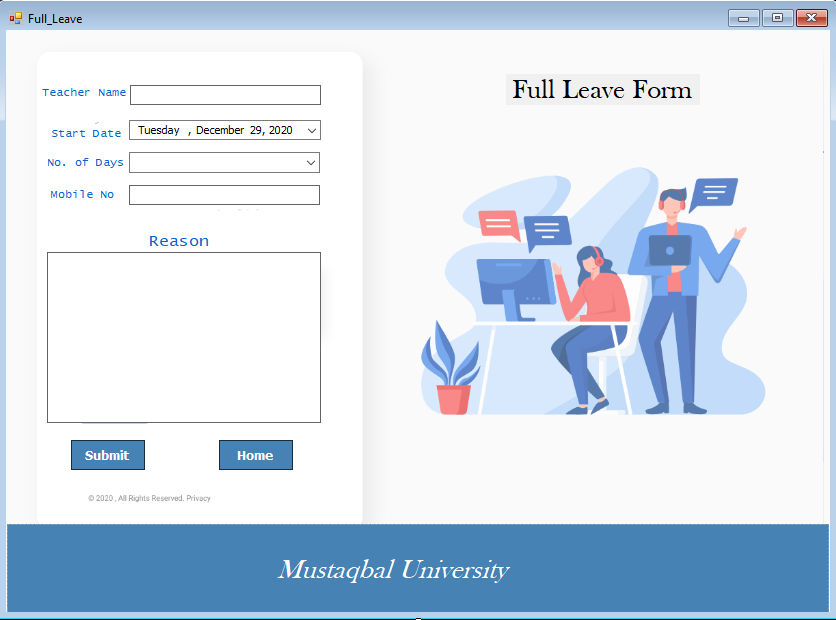 Full_Leave
Full Leave Form
Teacher Name
Start Date Tuesday , December 29, 2020
No. of Days
Mobile No
Reason
Submit Home
© 2020 , All Rights Reserved. Privacy
Mustaqbal University